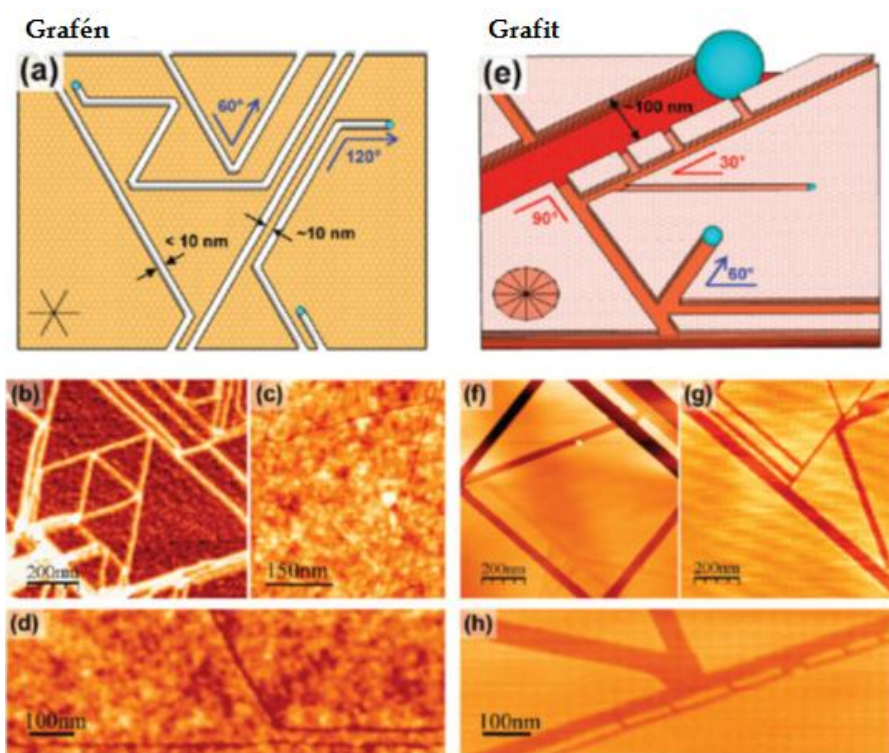 Grafén
(a)
60°
120°
< 10 nm
~10 nm
Grafit
(e)
~100 nm
30°
90°
60°
(b)
200nm
(c)
150nm
(f)
200nm
(g)
200nm
(d)
100nm
(h)
100nm